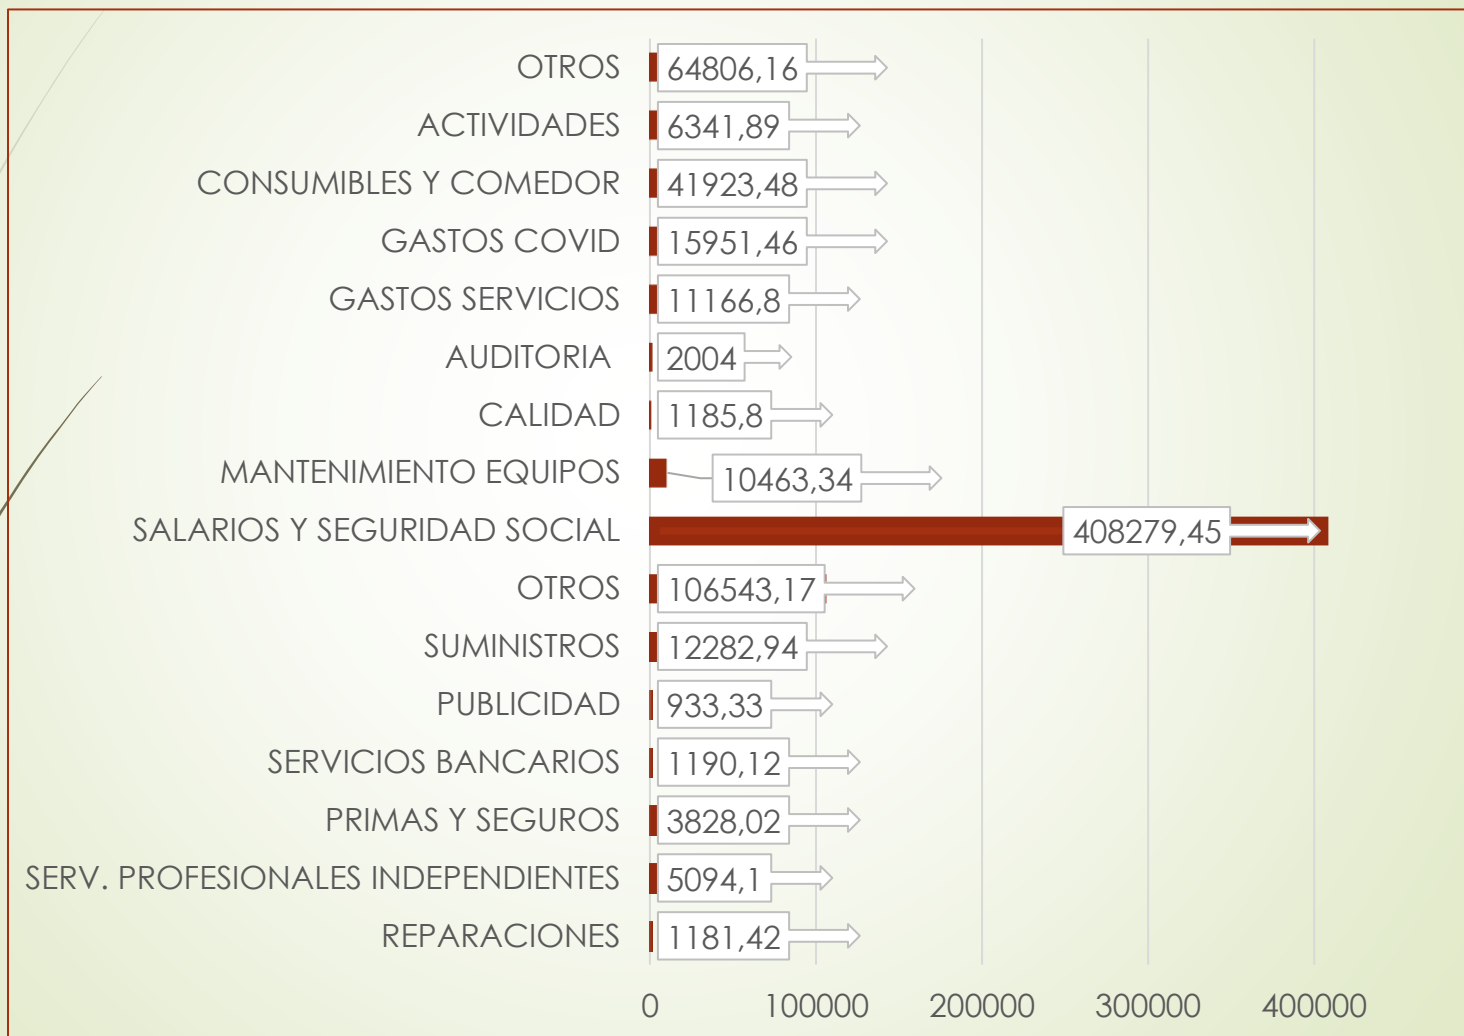 OTROS 64806,16
ACTIVIDADES 6341,89
CONSUMIBLES Y COMEDOR 41923,48
GASTOS COVID 15951,46
GASTOS SERVICIOS 11166,8
AUDITORIA 2004
CALIDAD 1185,8
MANTENIMIENTO EQUIPOS 10463,34
SALARIOS Y SEGURIDAD SOCIAL 408279,45
OTROS 106543,17
SUMINISTROS 12282,94
PUBLICIDAD 933,33
SERVICIOS BANCARIOS 1190,12
PRIMAS Y SEGUROS 3828,02
SERV. PROFESIONALES INDEPENDIENTES 5094,1
REPARACIONES 1181,42
0 100000 200000 300000 400000